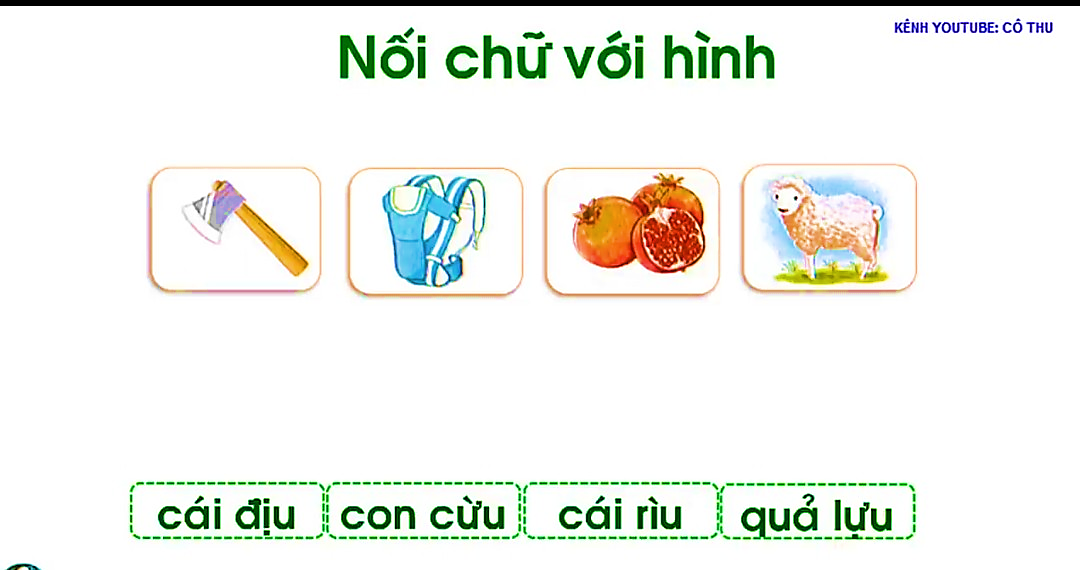 KÊNH YOUTUBE: CÔ THU
Nối chữ với hình
cái địu con cừu cái rìu quả lựu